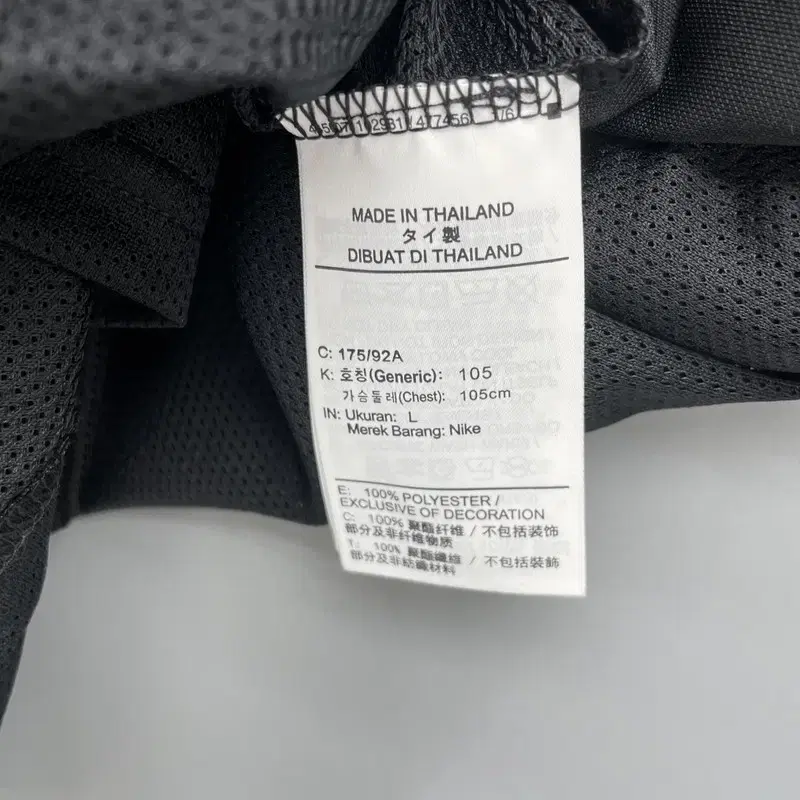 MADE IN THAILAND
タイ製
DIBUAT DI THAILAND
C: 175/92A
K: 호칭(Generic): 105
가슴둘레(Chest): 105cm
IN: Ukuran: L
Merek Barang: Nike
E: 100% POLYESTER /
EXCLUSIVE OF DECORATION
C: 100% 聚酯纤维 / 不包括装饰
部分及非纤维物质
T: 100% 聚酯纖維 / 不包括裝飾
部分及非紡織材料